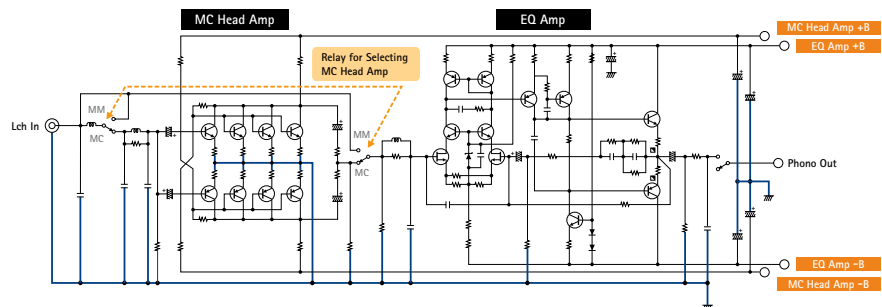 MC Head Amp
EQ Amp
MC Head Amp +B
EQ Amp +B
Relay for Selecting
MC Head Amp
MM
Lch In
MC
MM
MC
Phono Out
EQ Amp –B
MC Head Amp –B